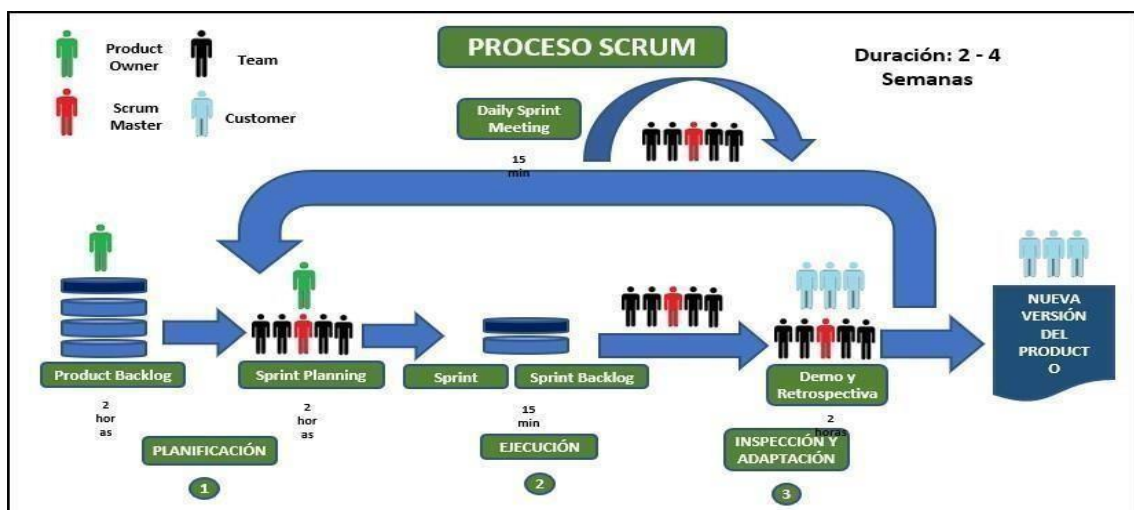 PROCESO SCRUM
Product
Owner
Team
Scrum
Master
Customer
Duración: 2 - 4
Semanas
Daily Sprint
Meeting
15
min
Product Backlog
2
hor
as
Sprint Planning
2
hor
as
Sprint
Sprint Backlog
15
min
Demo y
Retrospectiva
2
horas
NUEVA
VERSIÓN
DEL
PRODUCT
O
PLANIFICACIÓN
1
EJECUCIÓN
2
INSPECCIÓN Y
ADAPTACIÓN
3